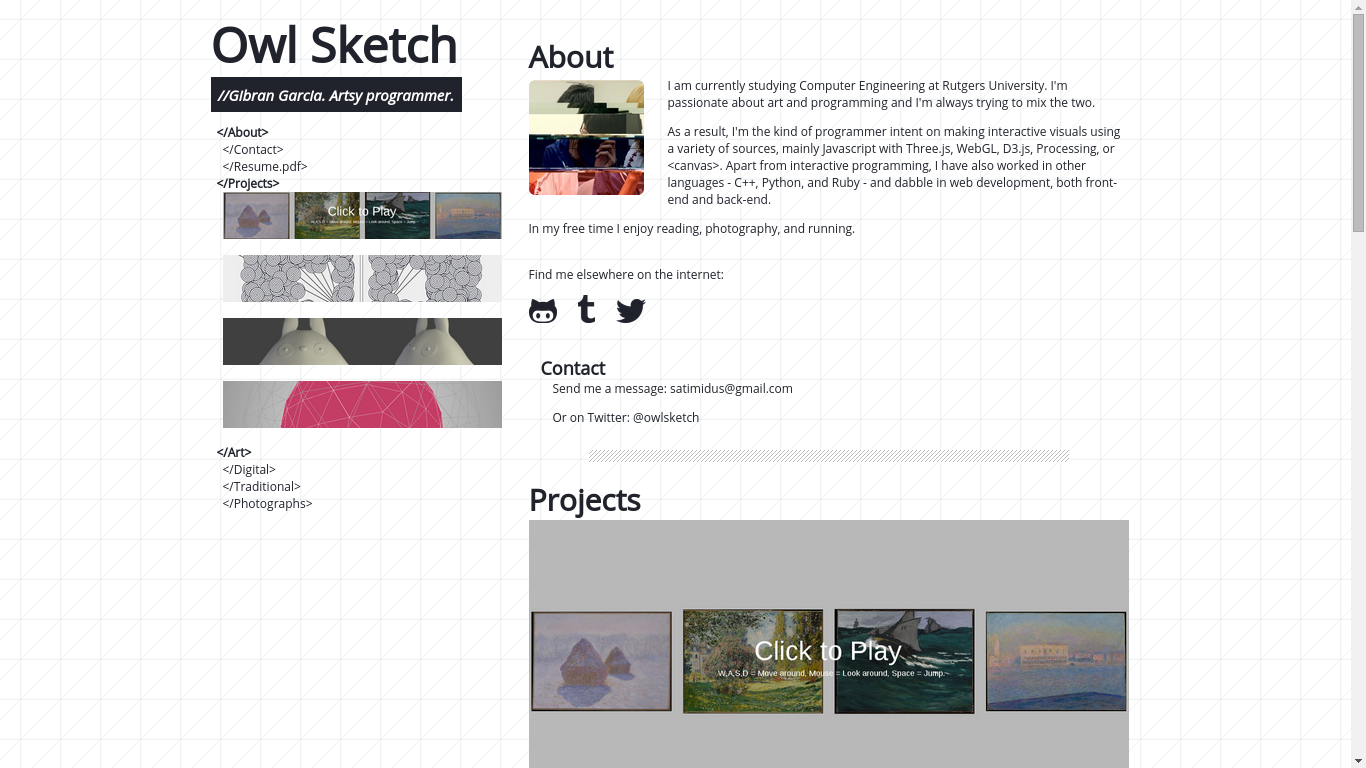 Owl Sketch
//Gibran Garcia. Artsy programmer.
</About>
</Contact>
</Resume.pdf>
</Projects>
Click to Play
W,A,S,D = Move around, Mouse = Look around, Space = Jump.
</Art>
</Digital>
</Traditional>
</Photographs>
About
I am currently studying Computer Engineering at Rutgers University. I'm
passionate about art and programming and I'm always trying to mix the two.
As a result, I'm the kind of programmer intent on making interactive visuals using
a variety of sources, mainly Javascript with Three.js, WebGL, D3.js, Processing, or
<canvas>. Apart from interactive programming, I have also worked in other
languages - C++, Python, and Ruby - and dabble in web development, both front-
end and back-end.
In my free time I enjoy reading, photography, and running.
Find me elsewhere on the internet:
Contact
Send me a message: satimidus@gmail.com
Or on Twitter: @owlsketch
Projects
Click to Play
W,A,S,D = Move around, Mouse = Look around, Space = Jump.